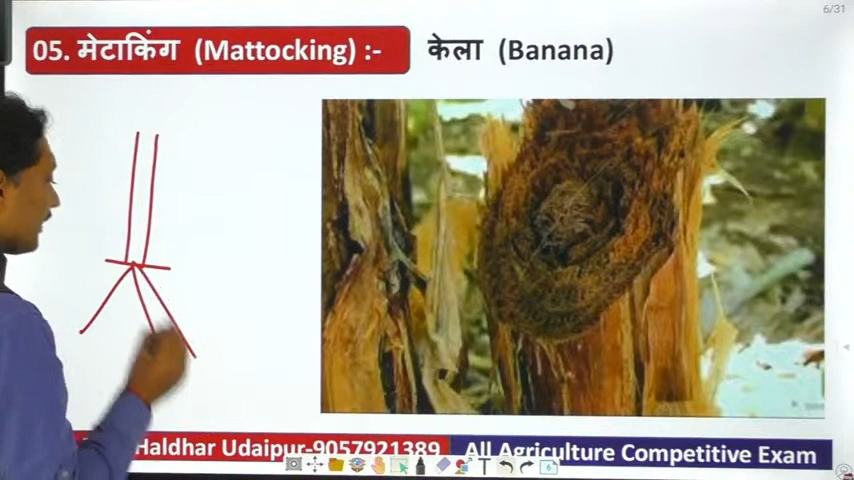 6/31
05. मेटाकिंग (Mattocking) :- केला (Banana)
Haldhar Udaipur-9057921389 All Agriculture Competitive Exam